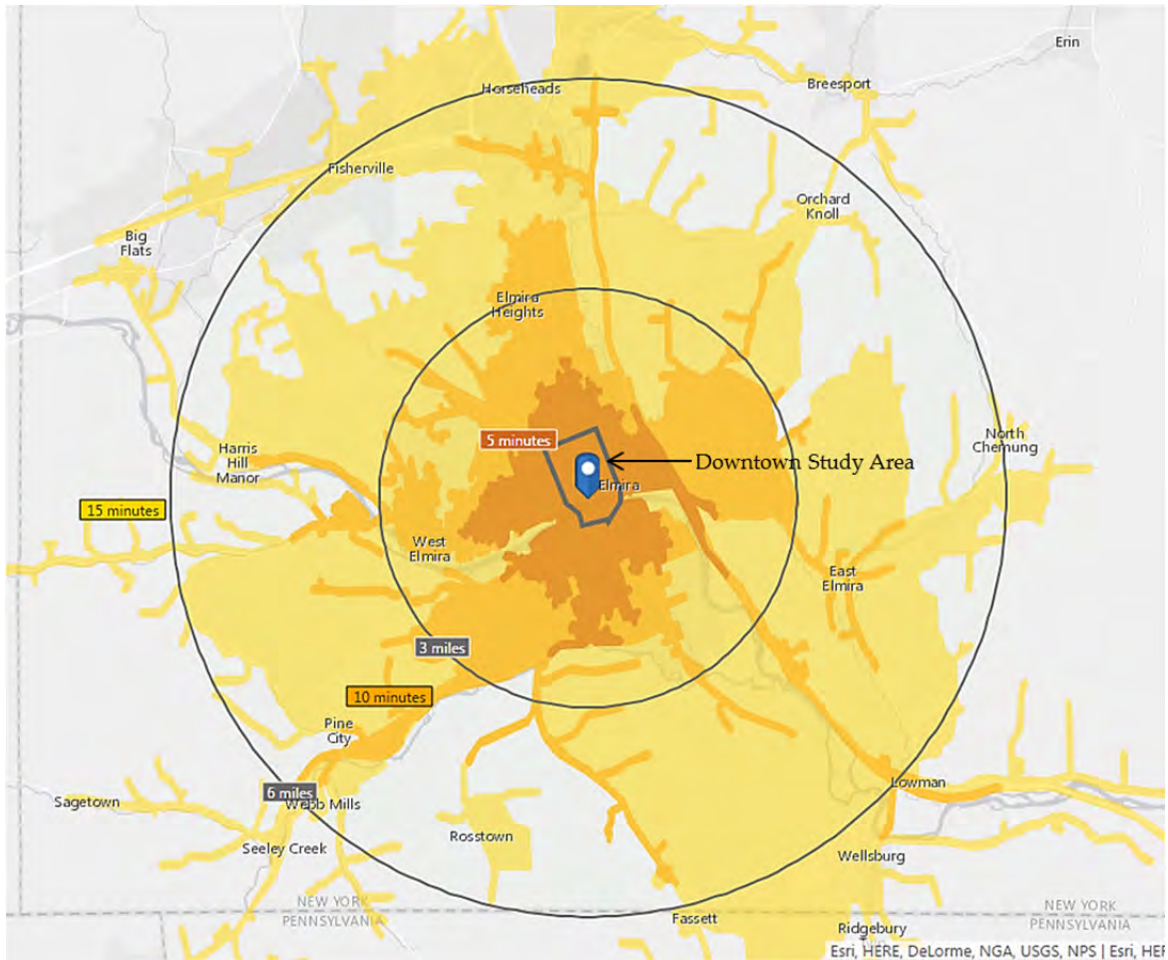 Erin
Horseheads
Breesport
Fisherville
Orchard
Knoll
Big
Flats
Elmira
Heights
5 minutes
North
Chemung
Harris
Hill
Manor
Downtown Study Area
Elmira
15 minutes
West
Elmira
East
Elmira
3 miles
10 minutes
Pine
City
6 miles
Lowman
Sagetown
Webb Mills
Rosstown
Seeley Creek
Wellsburg
NEW YORK
PENNSYLVANIA
NEW YORK
PENNSYLVANIA
Fassett
Ridgebury
Esri, HERE, DeLorme, NGA, USGS, NPS | Esri, HER